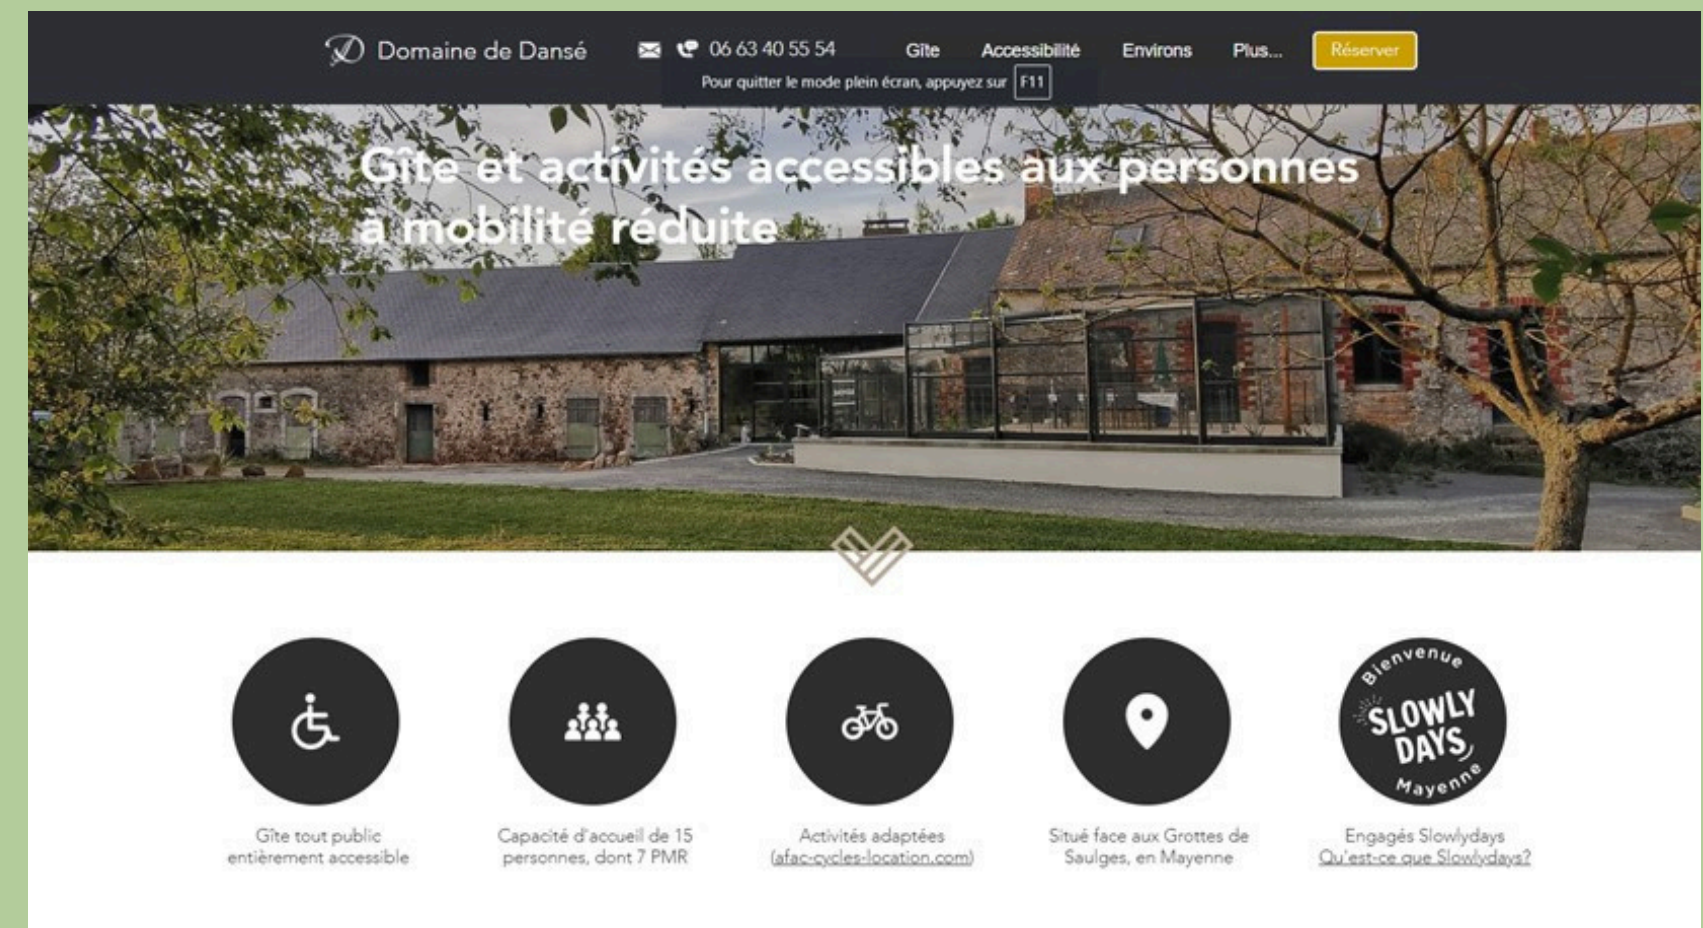 Domaine de Dansé
06 63 40 55 54
Gîte
Accessibilité
Environs
Plus...
Réserver
Pour quitter le mode plein écran, appuyez sur F11
Gîte et activités accessibles aux personnes
à mobilité réduite
Bienvenue
SLOWLY
DAYS
Mayenne
Gîte tout public
entièrement accessible
Capacité d'accueil de 15
personnes, dont 7 PMR
Activités adaptées
(afac-cycles-location.com)
Situé face aux Grottes de
Saulges, en Mayenne
Engagés Slowlydays
Qu'est-ce que Slowlydays?